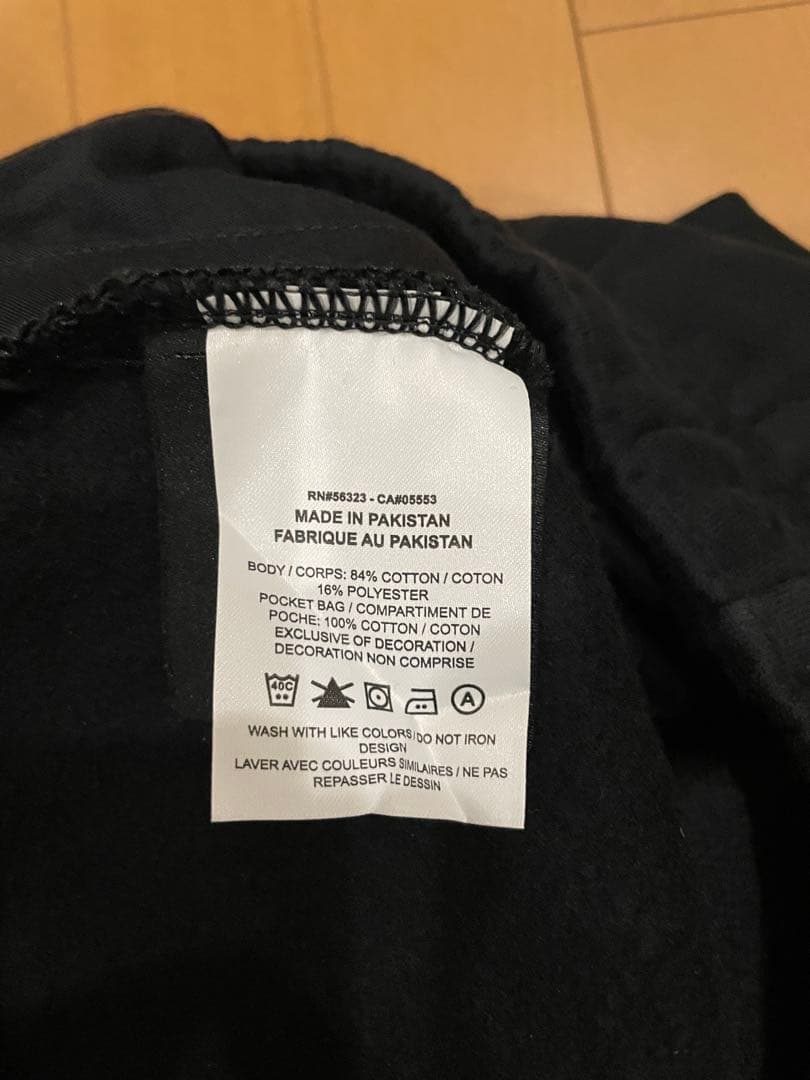 RN#56323 - CA#05553
MADE IN PAKISTAN
FABRIQUE AU PAKISTAN
BODY / CORPS: 84% COTTON / COTON
16% POLYESTER
POCKET BAG / COMPARTIMENT DE
POCHE: 100% COTTON / COTON
EXCLUSIVE OF DECORATION /
DECORATION NON COMPRISE
40C
A
WASH WITH LIKE COLORS/DO NOT IRON
DESIGN
LAVER AVEC COULEURS SIMILAIRES / NE PAS
REPASSER LE DESSIN